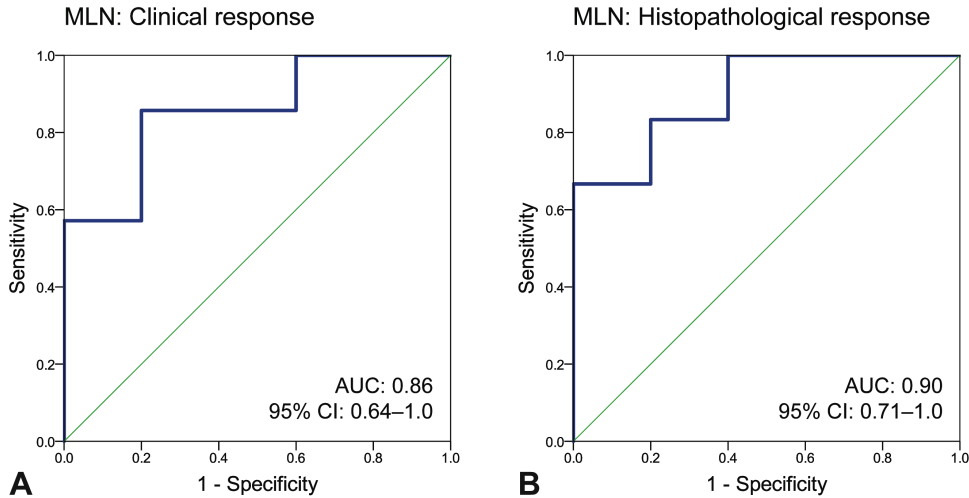 MLN: Clinical response
1.0
0.8
0.6
0.4
0.2
0.0
Sensitivity
AUC: 0.86
95% CI: 0.64–1.0
0.0 0.2 0.4 0.6 0.8 1.0
1 - Specificity
A
MLN: Histopathological response
1.0
0.8
0.6
0.4
0.2
0.0
Sensitivity
AUC: 0.90
95% CI: 0.71–1.0
0.0 0.2 0.4 0.6 0.8 1.0
1 - Specificity
B